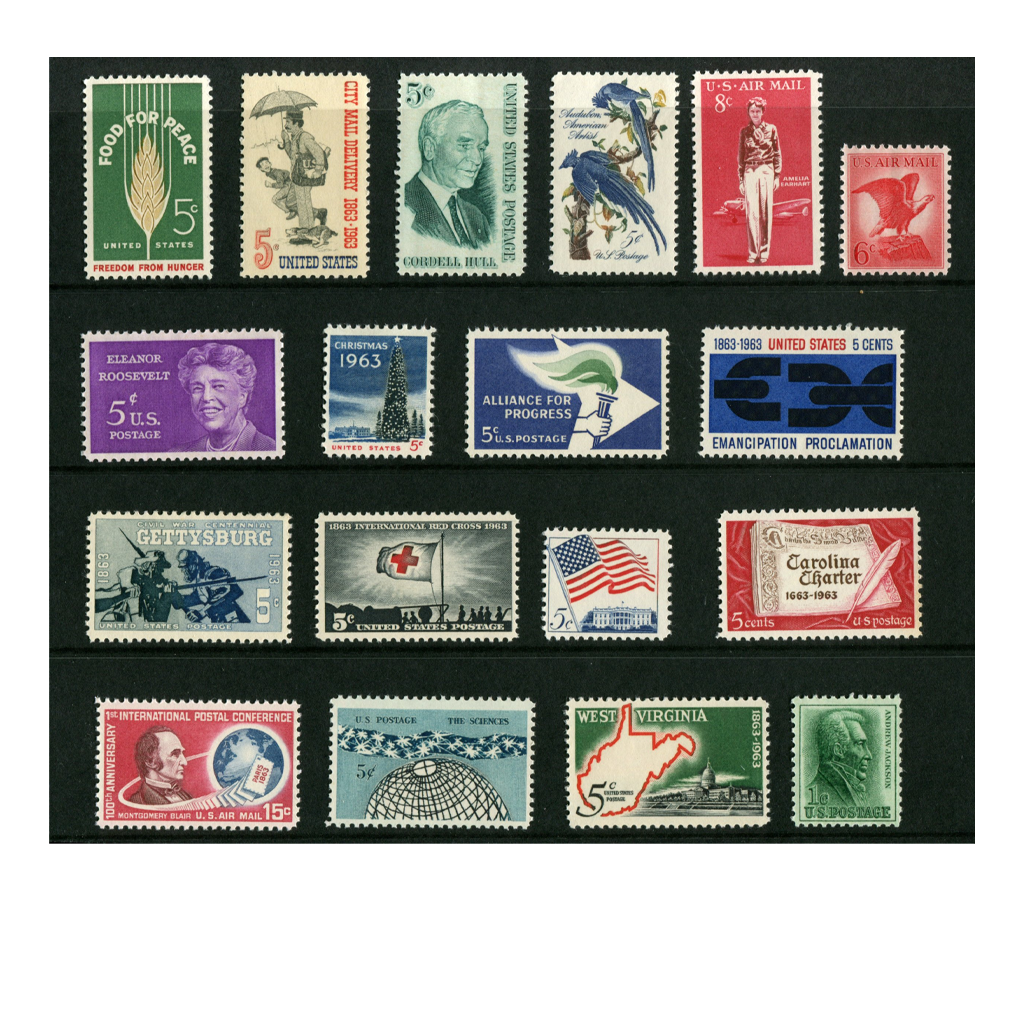 FOOD FOR PEACE
5c
UNITED STATES
FREEDOM FROM HUNGER
CITY MAIL DELIVERY 1863-1963
5c
UNITED STATES
5c
UNITED STATES POSTAGE
CORDELL HULL
Audubon,
American
Artist
5c
U.S. Postage
U·S·AIR MAIL
8c
AMELIA
EARHART
U.S. AIR MAIL
6c
ELEANOR
ROOSEVELT
5c U.S.
POSTAGE
CHRISTMAS
1963
UNITED STATES 5c
ALLIANCE FOR
PROGRESS
5c U.S. POSTAGE
1863-1963 UNITED STATES 5 CENTS
EMANCIPATION PROCLAMATION
CIVIL WAR CENTENNIAL
GETTYSBURG
1863
1963
5c
UNITED STATES POSTAGE
1863 INTERNATIONAL RED CROSS 1963
5c UNITED STATES POSTAGE
5c
Carolina
Charter
1663-1963
5 cents
U S postage
1st INTERNATIONAL POSTAL CONFERENCE
100th ANNIVERSARY
PARIS
1863
MONTGOMERY BLAIR U.S. AIR MAIL 15c
U.S POSTAGE THE SCIENCES
5¢
WEST VIRGINIA
1863-1963
5c
UNITED STATES
POSTAGE
ANDREW JACKSON
1c
U.S. POSTAGE